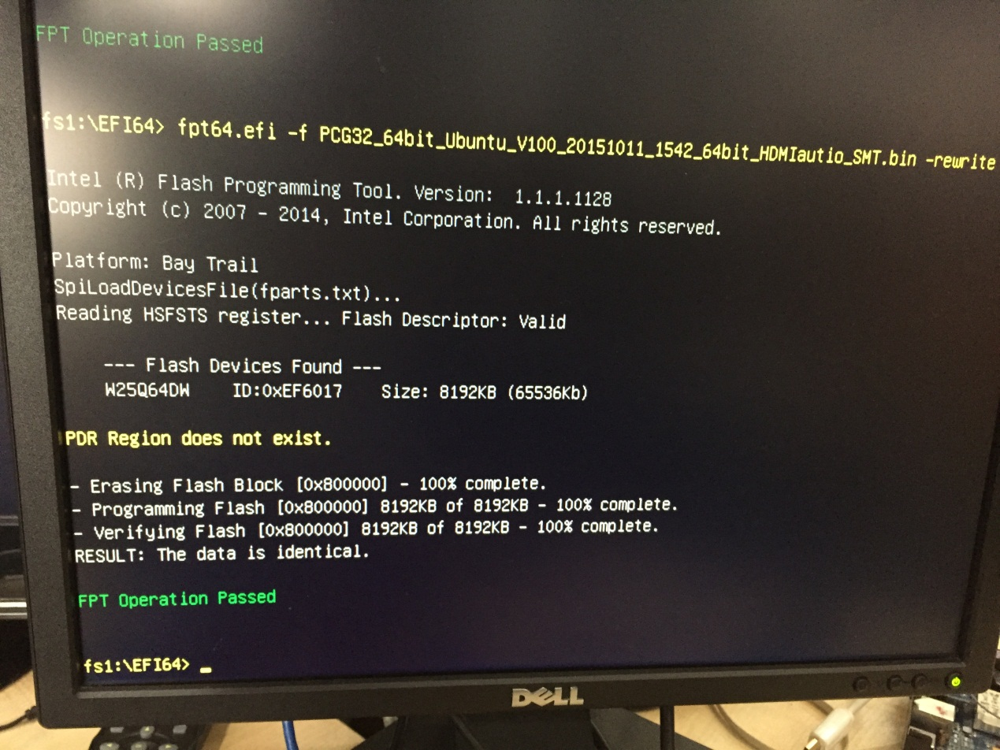 FPT Operation Passed
fs1:\EFI64> fpt64.efi -f PCG32_64bit_Ubuntu_V100_20151011_1542_64bit_HDMIautio_SMT.bin -rewrite
Intel (R) Flash Programming Tool. Version:  1.1.1.1128
Copyright (c) 2007 - 2014, Intel Corporation. All rights reserved.
Platform: Bay Trail
SpiLoadDevicesFile(fparts.txt)...
Reading HSFSTS register... Flash Descriptor: Valid
--- Flash Devices Found ---
W25Q64DW    ID:0xEF6017    Size: 8192KB (65536Kb)
PDR Region does not exist.
- Erasing Flash Block [0x800000] - 100% complete.
- Programming Flash [0x800000] 8192KB of 8192KB - 100% complete.
- Verifying Flash [0x800000] 8192KB of 8192KB - 100% complete.
RESULT: The data is identical.
FPT Operation Passed
fs1:\EFI64> _
DELL